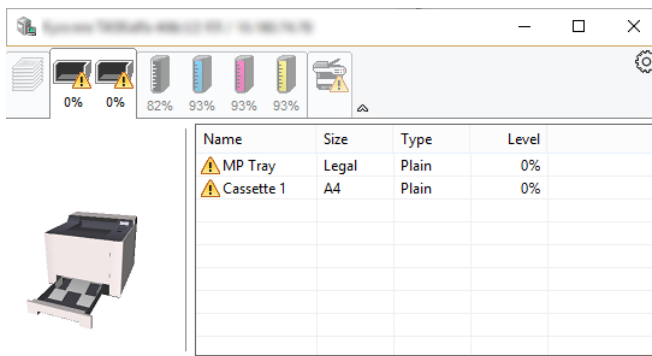 0% 0% 82% 93% 93% 93%
Name Size Type Level
MP Tray Legal Plain 0%
Cassette 1 A4 Plain 0%